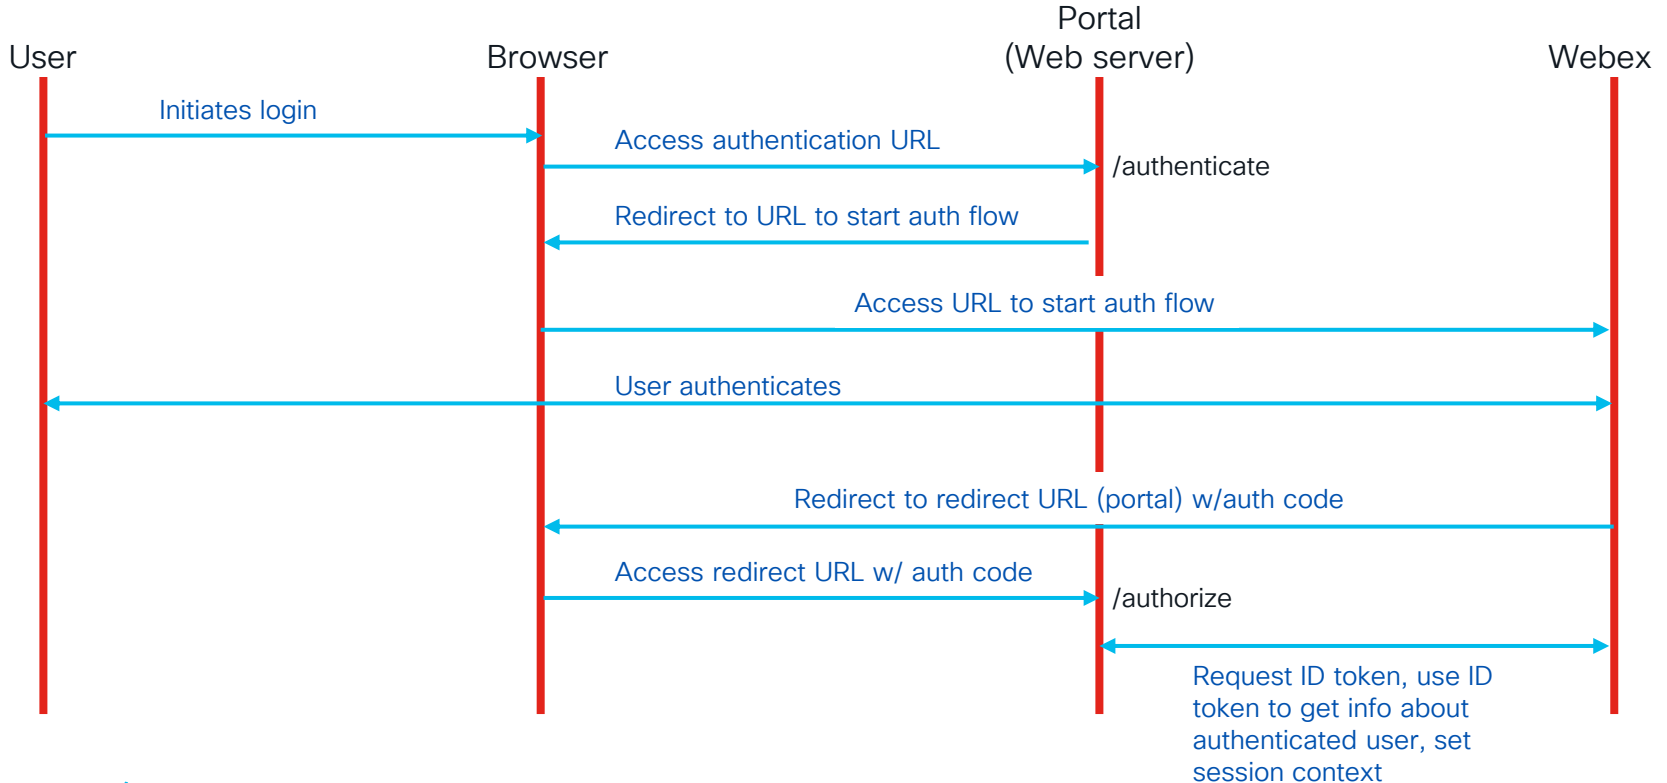 User
Browser
Portal
(Web server)
Webex
Initiates login
Access authentication URL
/authenticate
Redirect to URL to start auth flow
Access URL to start auth flow
User authenticates
Redirect to redirect URL (portal) w/auth code
Access redirect URL w/ auth code
/authorize
Request ID token, use ID
token to get info about
authenticated user, set
session context